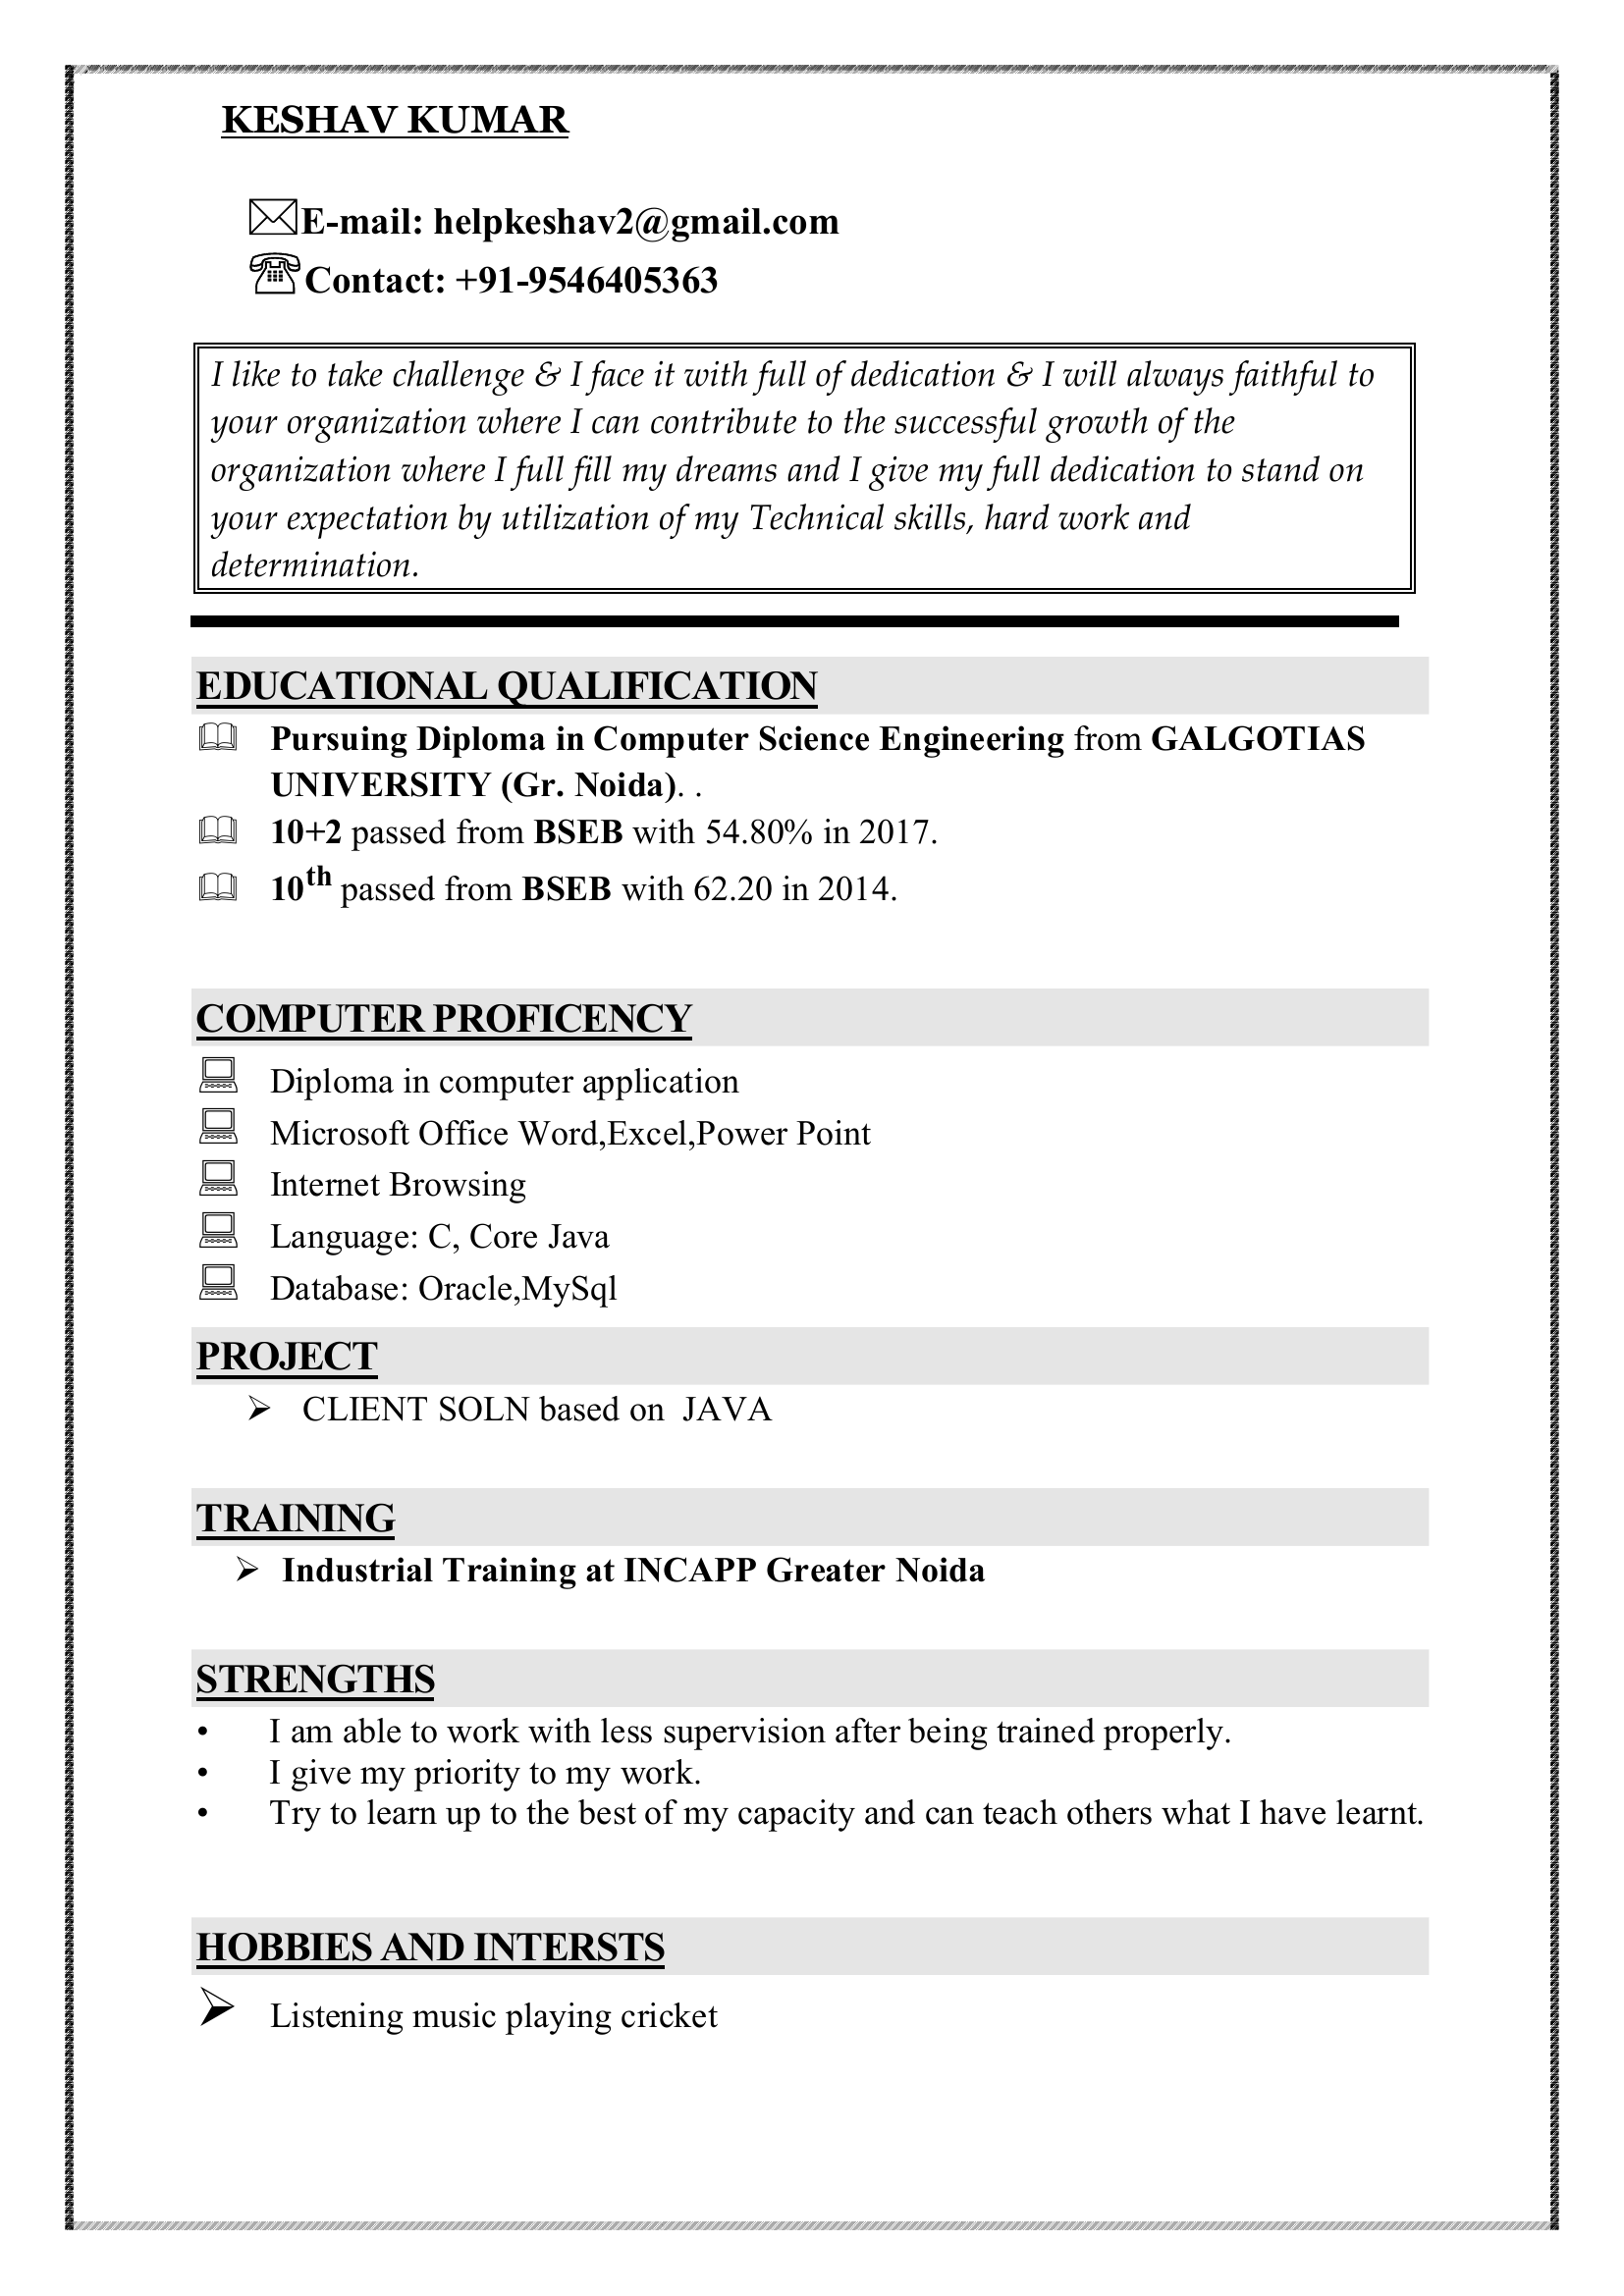 KESHAV KUMAR
E-mail: helpkeshav2@gmail.com
Contact: +91-9546405363
I like to take challenge & I face it with full of dedication & I will always faithful to
your organization where I can contribute to the successful growth of the
organization where I full fill my dreams and I give my full dedication to stand on
your expectation by utilization of my Technical skills, hard work and
determination.
EDUCATIONAL QUALIFICATION
Pursuing Diploma in Computer Science Engineering from GALGOTIAS
UNIVERSITY (Gr. Noida). .
10+2 passed from BSEB with 54.80% in 2017.
10th passed from BSEB with 62.20 in 2014.
COMPUTER PROFICENCY
Diploma in computer application
Microsoft Office Word,Excel,Power Point
Internet Browsing
Language: C, Core Java
Database: Oracle,MySql
PROJECT
CLIENT SOLN based on  JAVA
TRAINING
Industrial Training at INCAPP Greater Noida
STRENGTHS
• I am able to work with less supervision after being trained properly.
• I give my priority to my work.
• Try to learn up to the best of my capacity and can teach others what I have learnt.
HOBBIES AND INTERSTS
Listening music playing cricket